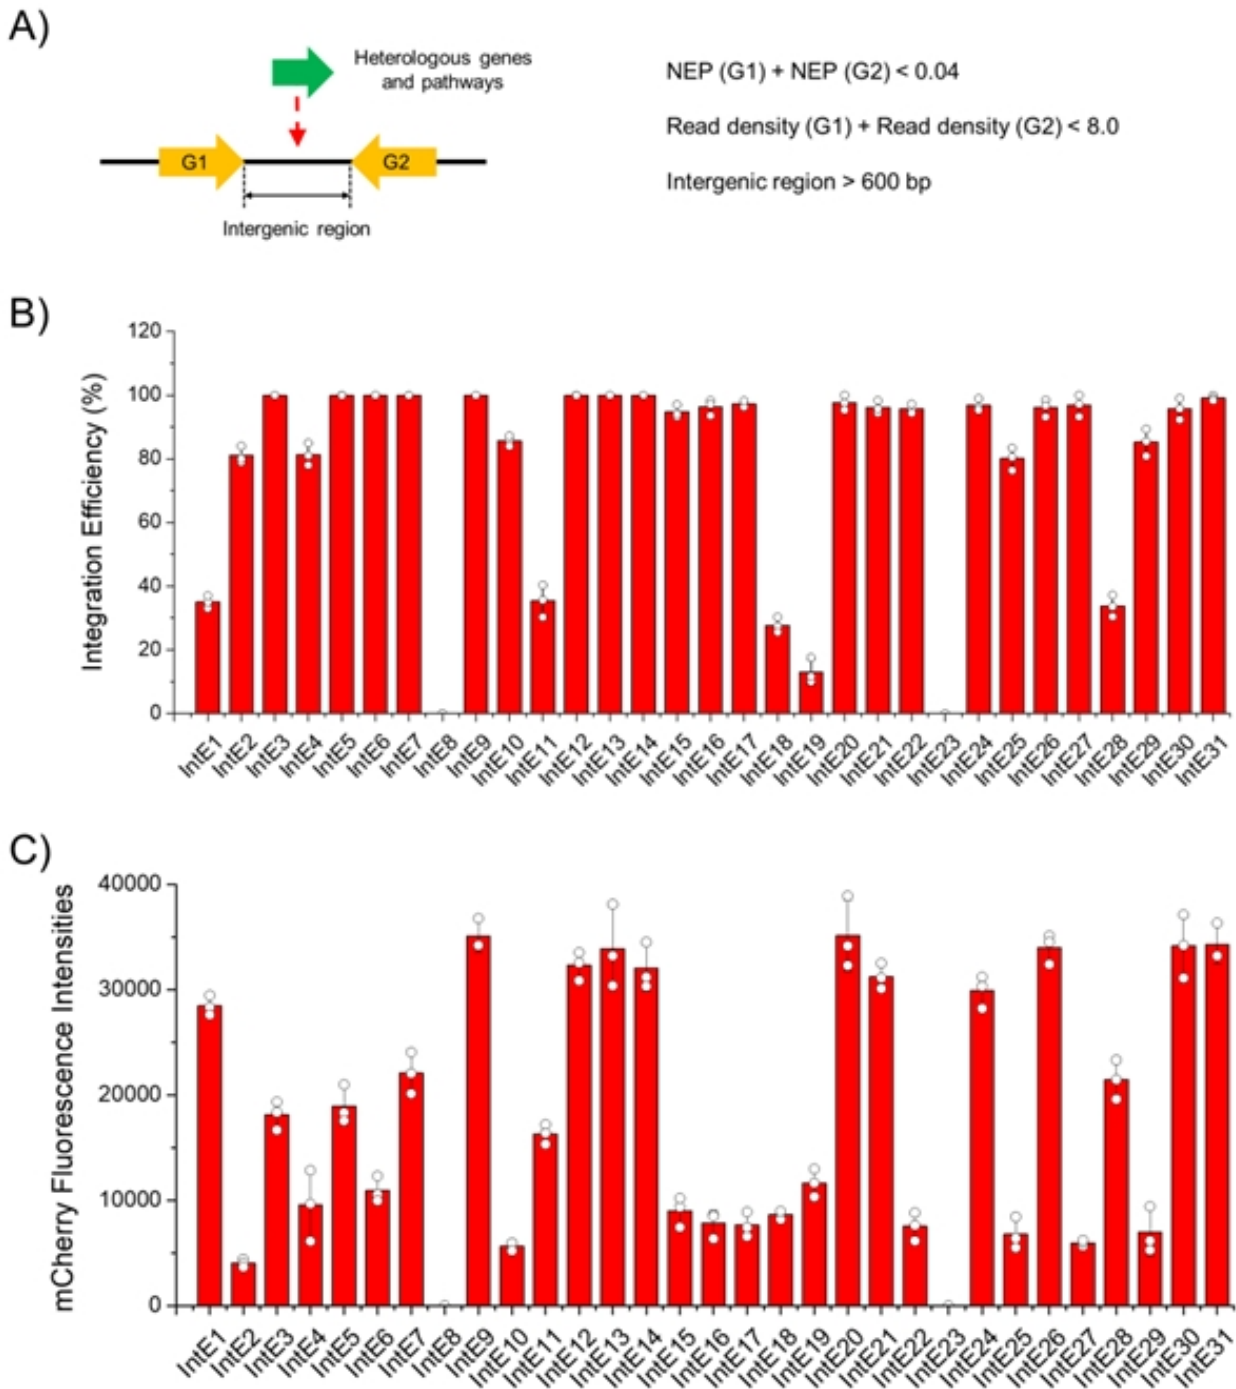 A)
Heterologous genes
and pathways
G1
G2
Intergenic region
NEP (G1) + NEP (G2) < 0.04
Read density (G1) + Read density (G2) < 8.0
Intergenic region > 600 bp
B)
Integration Efficiency (%)
120
100
80
60
40
20
0
IntE1
IntE2
IntE3
IntE4
IntE5
IntE6
IntE7
IntE8
IntE9
IntE10
IntE11
IntE12
IntE13
IntE14
IntE15
IntE16
IntE17
IntE18
IntE19
IntE20
IntE21
IntE22
IntE23
IntE24
IntE25
IntE26
IntE27
IntE28
IntE29
IntE30
IntE31
C)
mCherry Fluorescence Intensities
40000
30000
20000
10000
0
IntE1
IntE2
IntE3
IntE4
IntE5
IntE6
IntE7
IntE8
IntE9
IntE10
IntE11
IntE12
IntE13
IntE14
IntE15
IntE16
IntE17
IntE18
IntE19
IntE20
IntE21
IntE22
IntE23
IntE24
IntE25
IntE26
IntE27
IntE28
IntE29
IntE30
IntE31